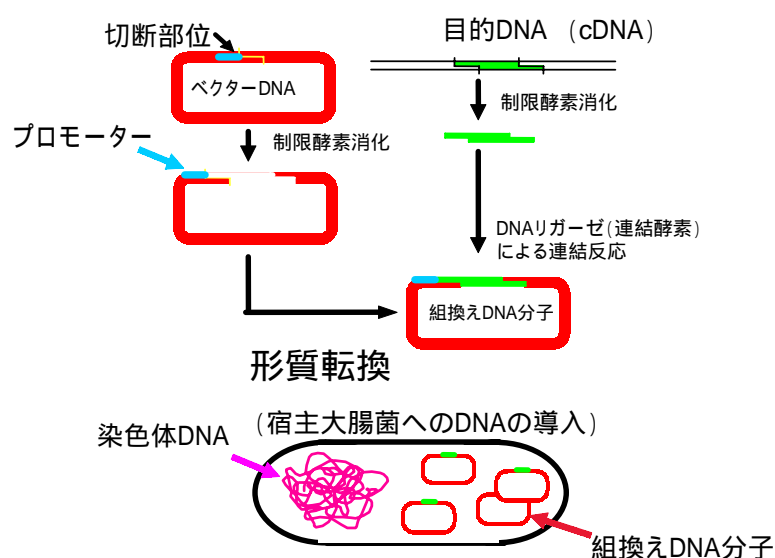 切断部位
目的DNA (cDNA)
ベクターDNA
制限酵素消化
プロモーター
制限酵素消化
DNAリガーゼ(連結酵素)
による連結反応
組換えDNA分子
形質転換
(宿主大腸菌へのDNAの導入)
染色体DNA
組換えDNA分子